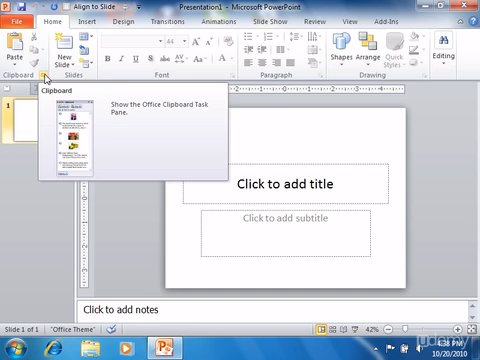 Align to Slide
Presentation1 - Microsoft PowerPoint
File Home Insert Design Transitions Animations Slide Show Review View Add-Ins
Paste
New
Slide
44
Shapes Arrange
Editing
Clipboard Slides Font Paragraph Drawing
Clipboard
Show the Office Clipboard Task
Pane.
1
Click to add title
Click to add subtitle
Click to add notes
Slide 1 of 1 "Office Theme" 42%
4:38 PM
10/20/2010